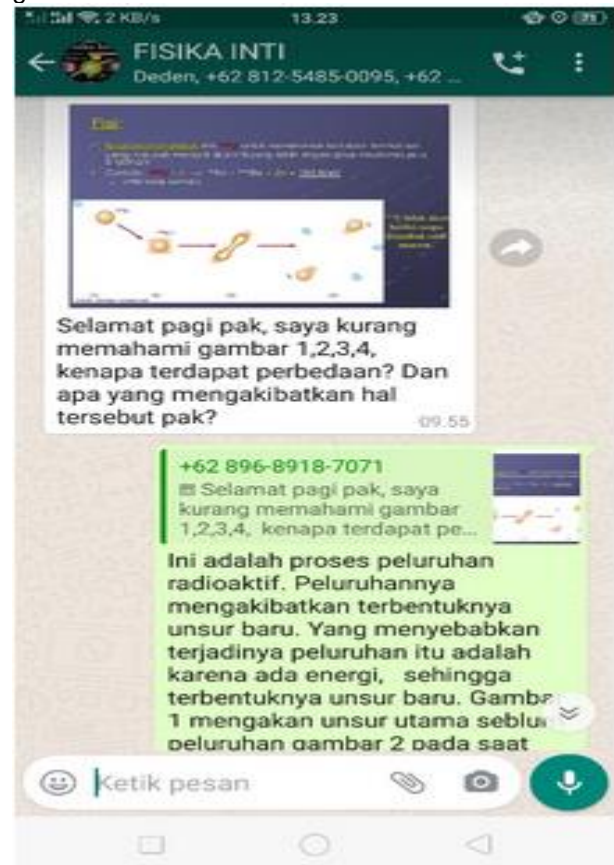 2 KB/s 13.23
FISIKA INTI
Deden, +62 812-5485-0095, +62 ...
Selamat pagi pak, saya kurang
memahami gambar 1,2,3,4,
kenapa terdapat perbedaan? Dan
apa yang mengakibatkan hal
tersebut pak?
09.55
+62 896-8918-7071
Selamat pagi pak, saya
kurang memahami gambar
1,2,3,4, kenapa terdapat pe...
Ini adalah proses peluruhan
radioaktif. Peluruhannya
mengakibatkan terbentuknya
unsur baru. Yang menyebabkan
terjadinya peluruhan itu adalah
karena ada energi, sehingga
terbentuknya unsur baru. Gamba
1 mengakan unsur utama seblu
peluruhan gambar 2 pada saat
Ketik pesan